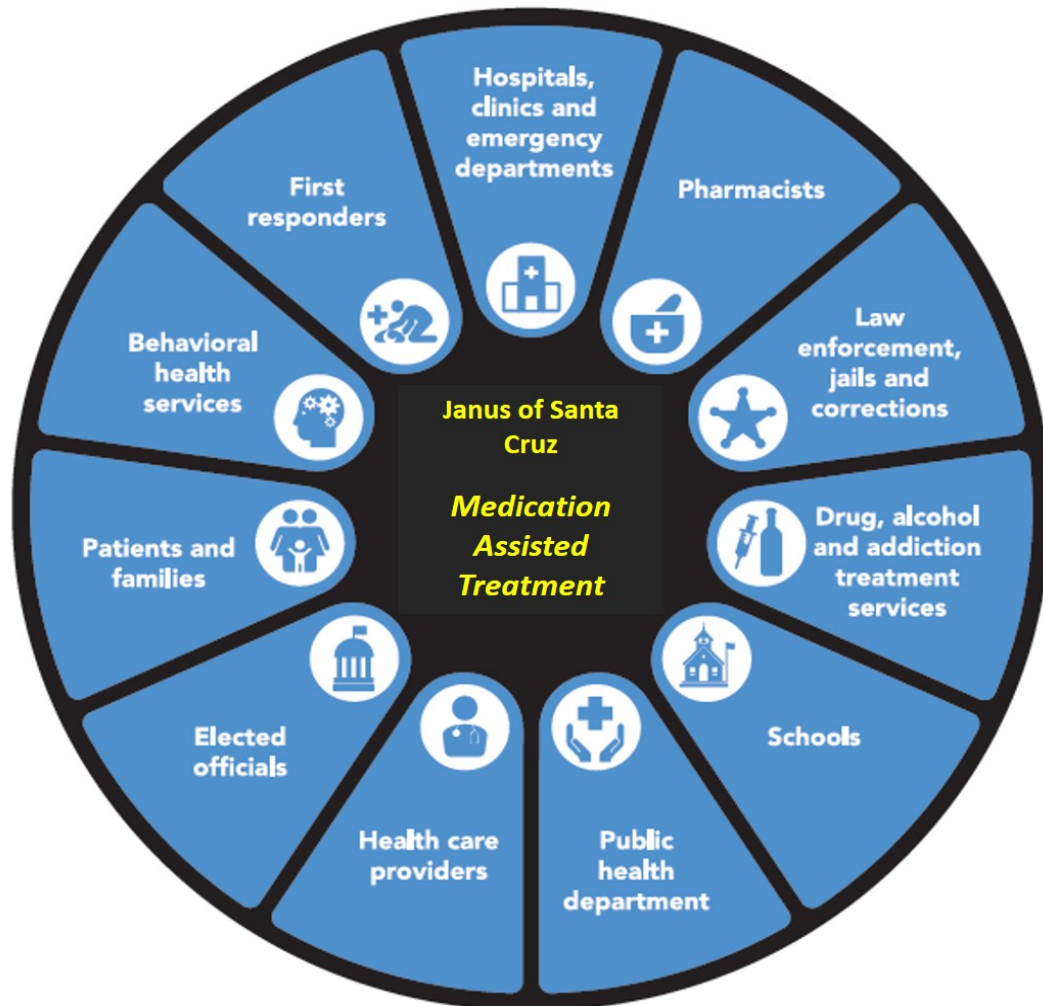 Hospitals,
clinics and
emergency
departments
Pharmacists
Law
enforcement,
jails and
corrections
Drug, alcohol
and addiction
treatment
services
Schools
Public
health
department
Health care
providers
Elected
officials
Patients and
families
Behavioral
health
services
First
responders
Janus of Santa
Cruz
Medication
Assisted
Treatment